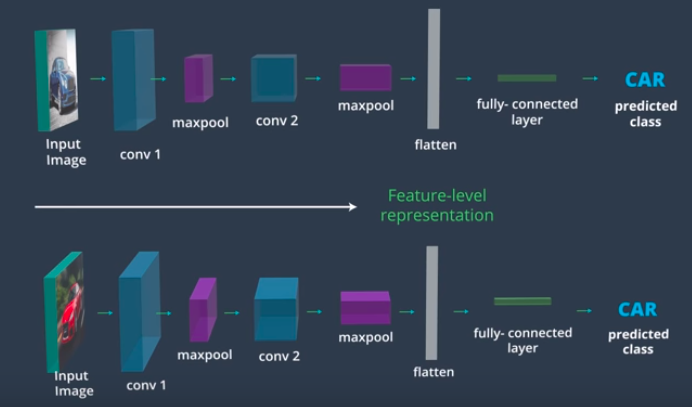 Input
Image
conv 1
maxpool
conv 2
maxpool
flatten
fully- connected
layer
CAR
predicted
class
Feature-level
representation
Input
Image
conv 1
maxpool
conv 2
maxpool
flatten
fully- connected
layer
CAR
predicted
class